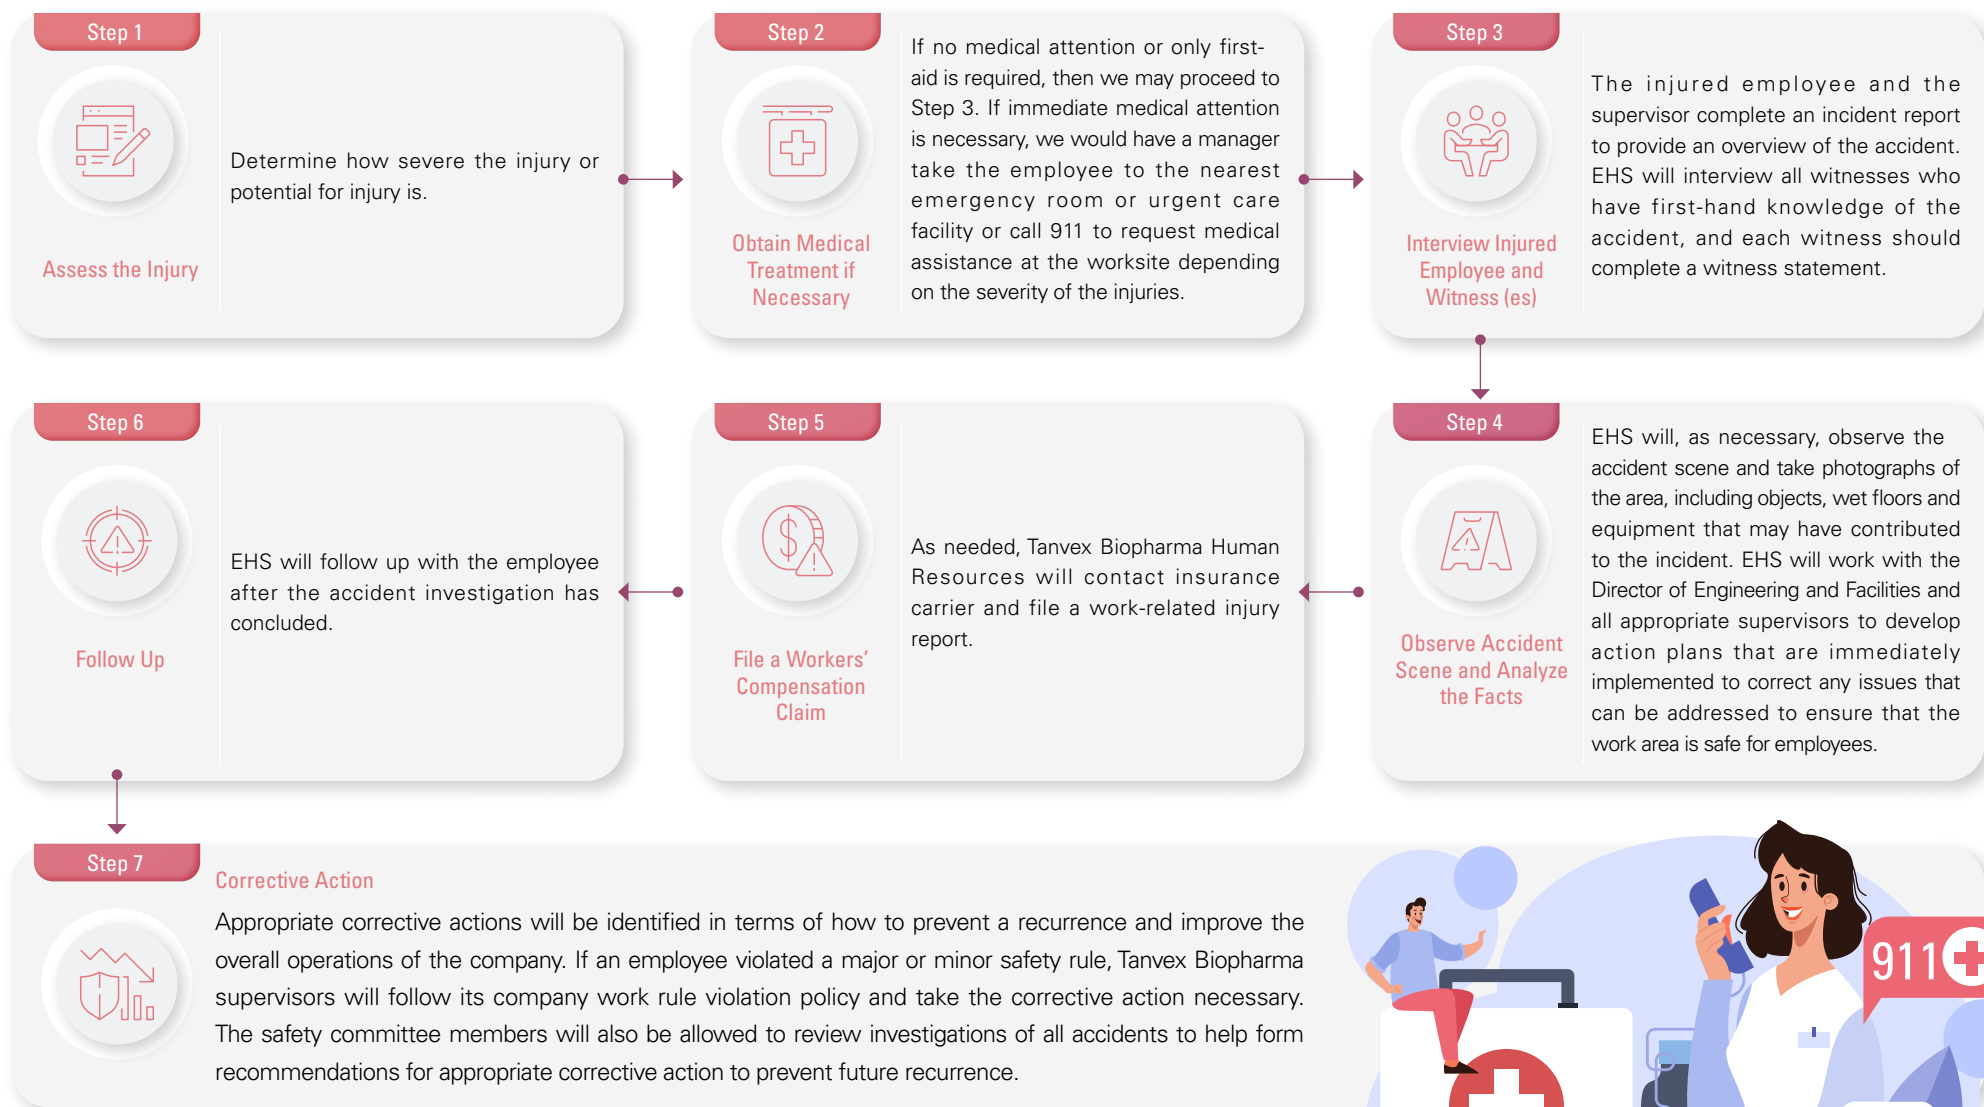 Step 1
Assess the Injury
Determine how severe the injury or
potential for injury is.
Step 2
Obtain Medical
Treatment if
Necessary
If no medical attention or only first-
aid is required, then we may proceed to
Step 3. If immediate medical attention
is necessary, we would have a manager
take the employee to the nearest
emergency room or urgent care
facility or call 911 to request medical
assistance at the worksite depending
on the severity of the injuries.
Step 3
Interview Injured
Employee and
Witness (es)
The injured employee and the
supervisor complete an incident report
to provide an overview of the accident.
EHS will interview all witnesses who
have first-hand knowledge of the
accident, and each witness should
complete a witness statement.
Step 4
Observe Accident
Scene and Analyze
the Facts
EHS will, as necessary, observe the
accident scene and take photographs of
the area, including objects, wet floors and
equipment that may have contributed
to the incident. EHS will work with the
Director of Engineering and Facilities and
all appropriate supervisors to develop
action plans that are immediately
implemented to correct any issues that
can be addressed to ensure that the
work area is safe for employees.
Step 5
File a Workers’
Compensation
Claim
As needed, Tanvex Biopharma Human
Resources will contact insurance
carrier and file a work-related injury
report.
Step 6
Follow Up
EHS will follow up with the employee
after the accident investigation has
concluded.
Step 7
Corrective Action
Appropriate corrective actions will be identified in terms of how to prevent a recurrence and improve the
overall operations of the company. If an employee violated a major or minor safety rule, Tanvex Biopharma
supervisors will follow its company work rule violation policy and take the corrective action necessary.
The safety committee members will also be allowed to review investigations of all accidents to help form
recommendations for appropriate corrective action to prevent future recurrence.
911